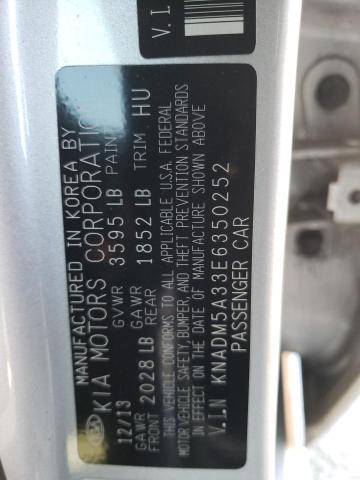 MANUFACTURED IN KOREA BY
KIA MOTORS CORPORATIO
12/13 GVWR 3595 LB PAIN
GAWR FRONT 2028 LB GAWR REAR 1852 LB TRIM HU
THIS VEHICLE CONFORMS TO ALL APPLICABLE U.S.A. FEDERAL
MOTOR VEHICLE SAFETY, BUMPER, AND THEFT PREVENTION STANDARDS
IN EFFECT ON THE DATE OF MANUFACTURE SHOWN ABOVE
V.I.N KNADM5A33E6350252
PASSENGER CAR
V.I